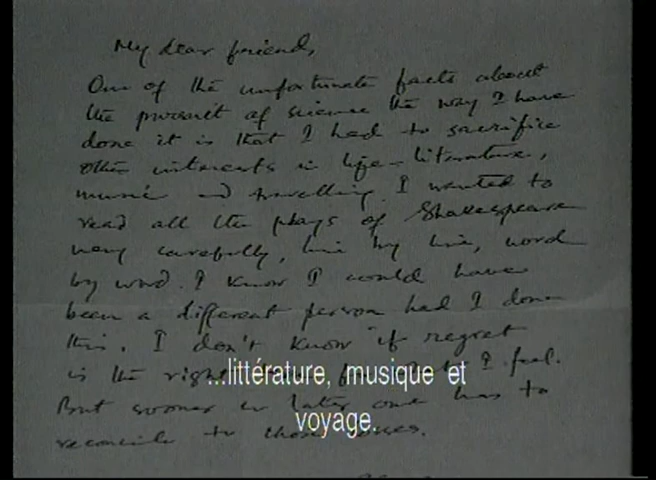 My dear friend,
One of the unfortunate facts about
the pursuit of science the way I have
done it is that I had to sacrifice
other interests in life – literature,
music and travelling. I wanted to
read all the plays of Shakespeare
very carefully, line by line, word
by word. I know I could have
been a different person had I done
this. I don't know if regret
is the right I feel.
...littérature, musique et
But sooner or later one has to
voyage.
reconcile to these